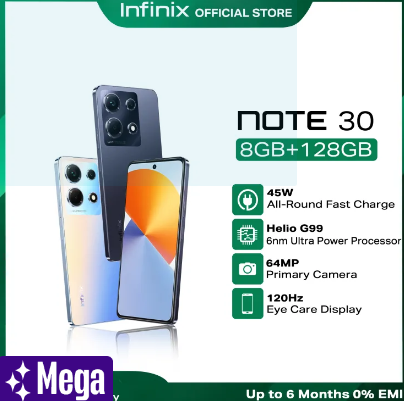 Infinix OFFICIAL STORE
NOTE 30
8GB+128GB
45W
All-Round Fast Charge
Helio G99
6nm Ultra Power Processor
64MP
Primary Camera
120Hz
Eye Care Display
Mega
Up to 6 Months 0% EMI